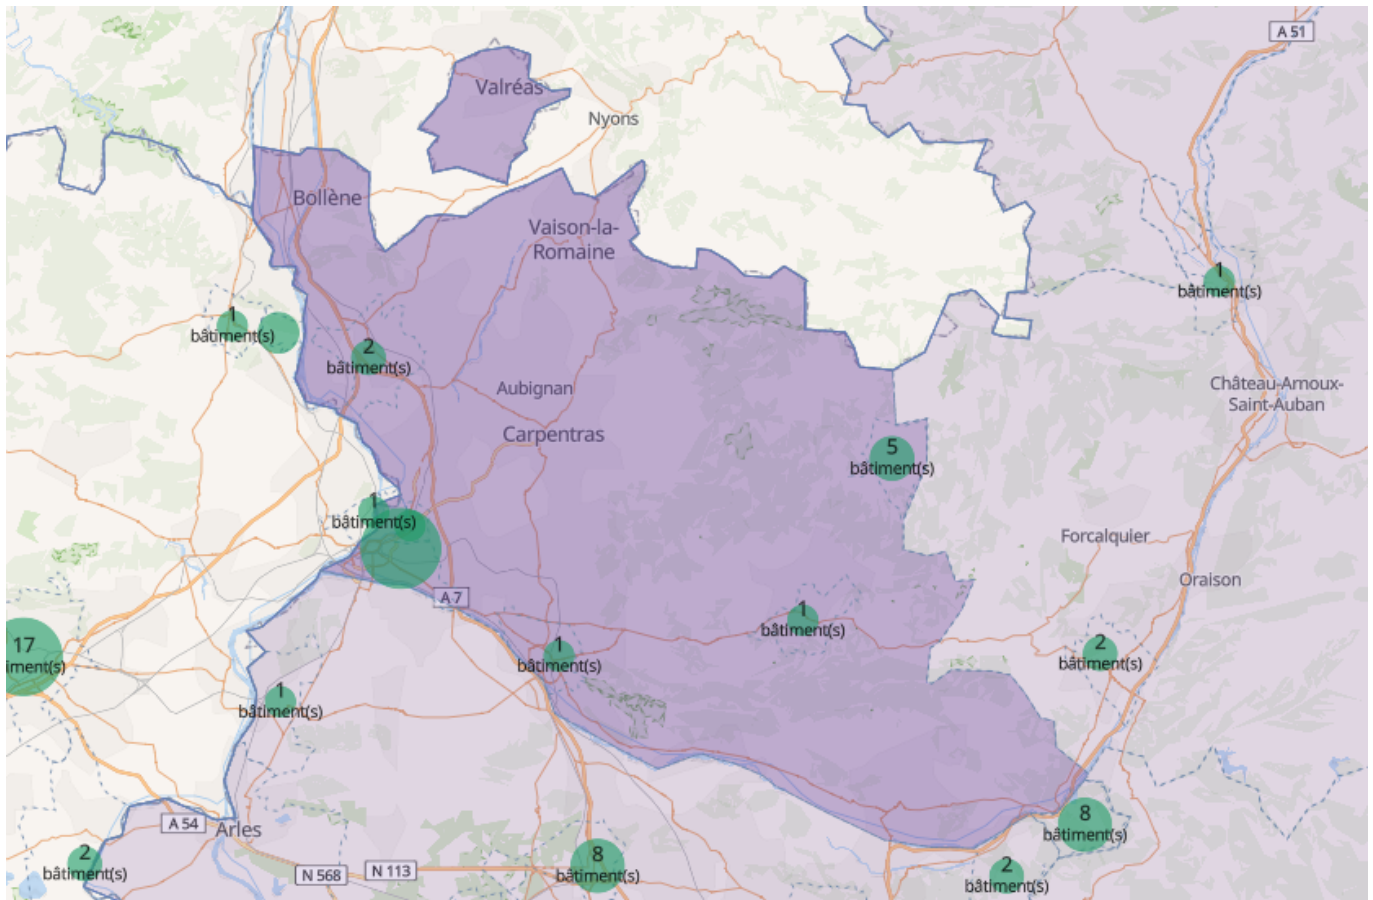 A 51
Valréas
Nyons
Bollène
Vaison-la-
Romaine
1
bâtiment(s)
1
bâtiment(s)
2
bâtiment(s)
Aubignan
Château-Arnoux-
Saint-Auban
Carpentras
5
bâtiment(s)
1
bâtiment(s)
Forcalquier
Oraison
A 7
17
iment(s)
1
bâtiment(s)
1
bâtiment(s)
2
bâtiment(s)
1
bâtiment(s)
A 54
Arles
8
bâtiment(s)
2
bâtiment(s)
N 568
N 113
8
bâtiment(s)
2
bâtiment(s)